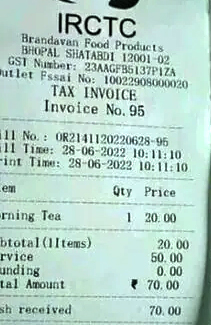 IRCTC
Brandavan Food Products
BHOPAL SHATABDI 12001-02
GST Number: 23AAGFB5137P1ZA
utlet Fssai No: 10022908000020
TAX INVOICE
Invoice No. 95
ill No.: OR2141120220628-95
ill Time: 28-06-2022 10:11:10
rint Time: 28-06-2022 10:11:10
em Qty Price
rning Tea 1 20.00
btotal(1Items) 20.00
rvice 50.00
unding 0.00
tal Amount ₹ 70.00
sh received 70.00